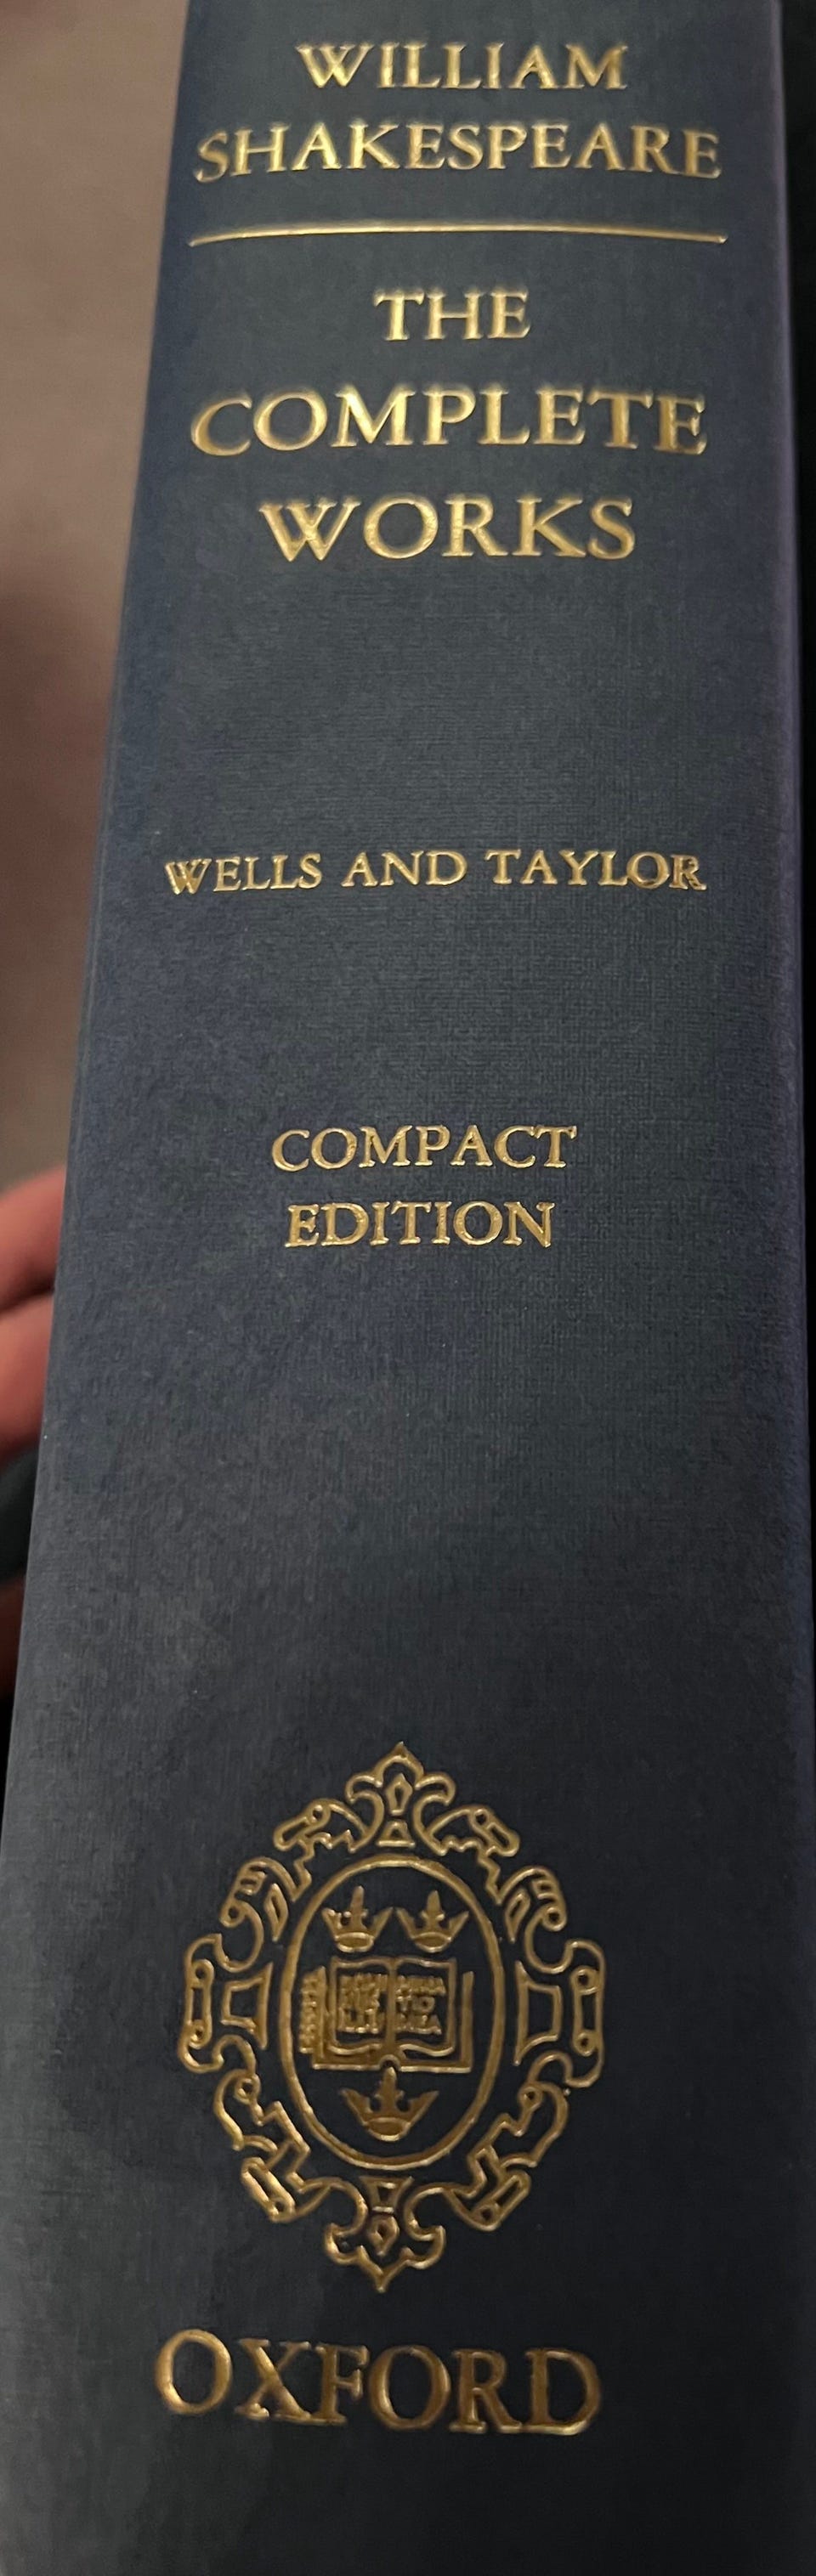 WILLIAM
SHAKESPEARE
THE
COMPLETE
WORKS
WELLS AND TAYLOR
COMPACT
EDITION
OXFORD